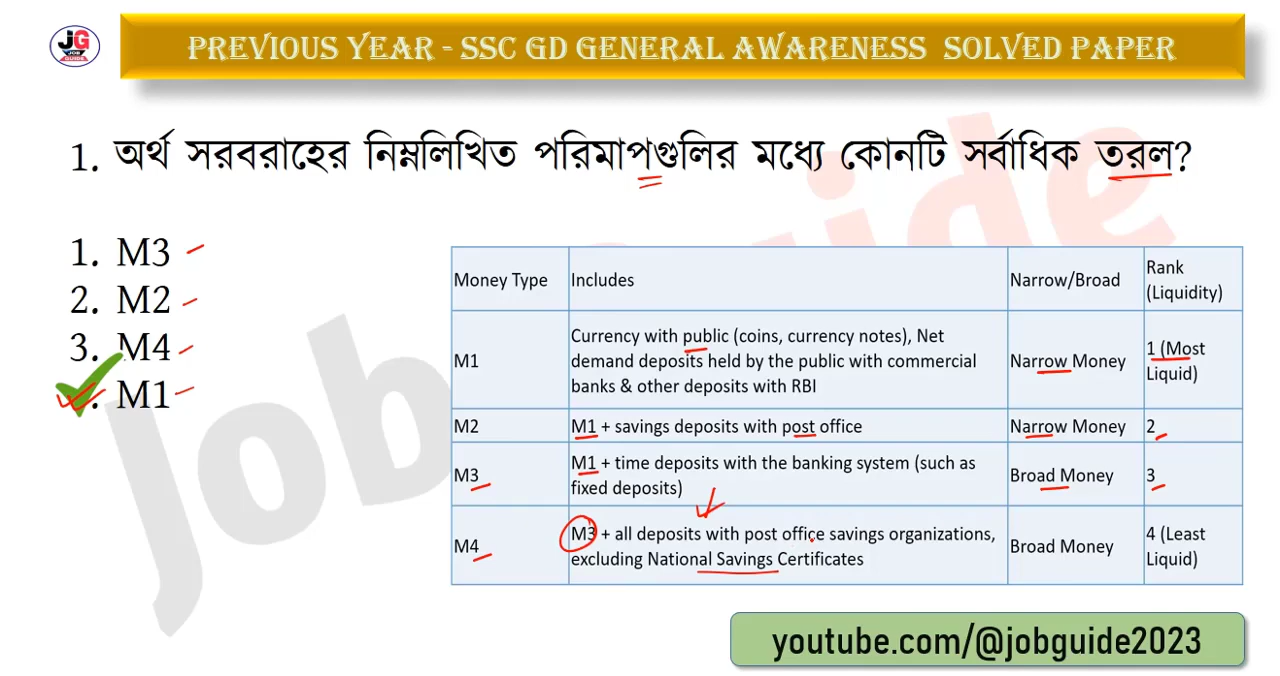 JG
JOB
GUIDE
PREVIOUS YEAR - SSC GD GENERAL AWARENESS SOLVED PAPER
1. অর্থ সরবরাহের নিম্নলিখিত পরিমাপগুলির মধ্যে কোনটি সর্বাধিক তরল?
1. M3
2. M2
3. M4
. M1
Money Type Includes Narrow/Broad Rank
(Liquidity)
M1 Currency with public (coins, currency notes), Net
demand deposits held by the public with commercial
banks & other deposits with RBI Narrow Money 1 (Most
Liquid)
M2 M1 + savings deposits with post office Narrow Money 2
M3 M1 + time deposits with the banking system (such as
fixed deposits) Broad Money 3
M4 M3 + all deposits with post office savings organizations,
excluding National Savings Certificates Broad Money 4 (Least
Liquid)
Job Guide
youtube.com/@jobguide2023